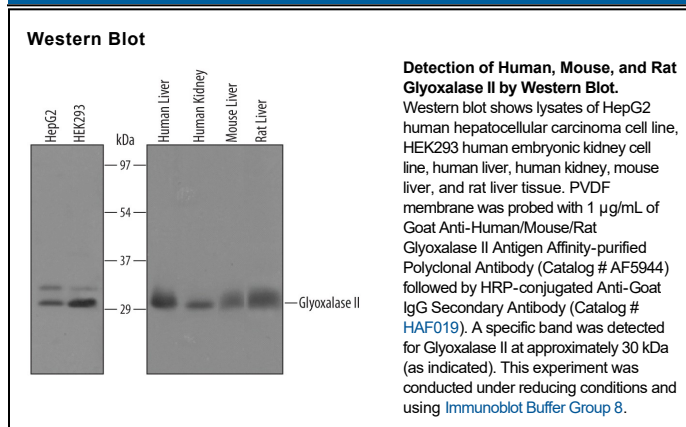 Western Blot
HepG2
HEK293
kDa
Human Liver
Human Kidney
Mouse Liver
Rat Liver
97
54
37
29
Glyoxalase II
Detection of Human, Mouse, and Rat
Glyoxalase II by Western Blot.
Western blot shows lysates of HepG2
human hepatocellular carcinoma cell line,
HEK293 human embryonic kidney cell
line, human liver, human kidney, mouse
liver, and rat liver tissue. PVDF
membrane was probed with 1 µg/mL of
Goat Anti-Human/Mouse/Rat
Glyoxalase II Antigen Affinity-purified
Polyclonal Antibody (Catalog # AF5944)
followed by HRP-conjugated Anti-Goat
IgG Secondary Antibody (Catalog #
HAF019). A specific band was detected
for Glyoxalase II at approximately 30 kDa
(as indicated). This experiment was
conducted under reducing conditions and
using Immunoblot Buffer Group 8.